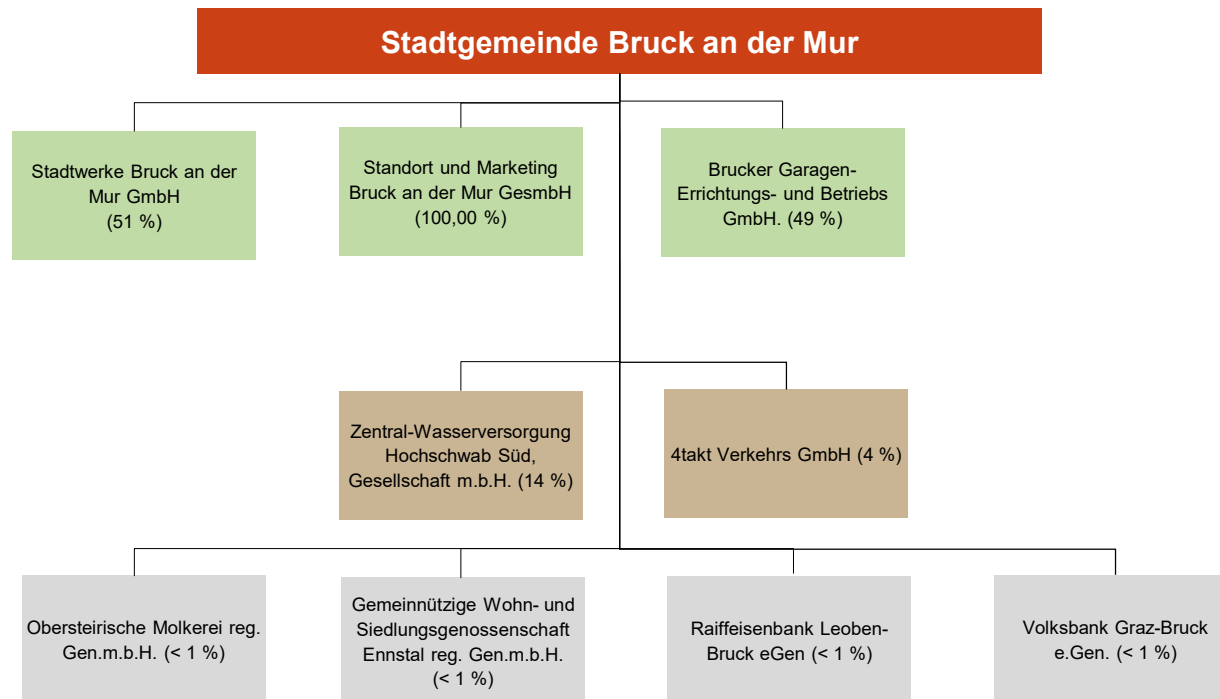 Stadtgemeinde Bruck an der Mur
Stadtwerke Bruck an der
Mur GmbH
(51 %)
Standort und Marketing
Bruck an der Mur GesmbH
(100,00 %)
Brucker Garagen-
Errichtungs- und Betriebs
GmbH. (49 %)
Zentral-Wasserversorgung
Hochschwab Süd,
Gesellschaft m.b.H. (14 %)
4takt Verkehrs GmbH (4 %)
Obersteirische Molkerei reg.
Gen.m.b.H. (< 1 %)
Gemeinnützige Wohn- und
Siedlungsgenossenschaft
Ennstal reg. Gen.m.b.H.
(< 1 %)
Raiffeisenbank Leoben-
Bruck eGen (< 1 %)
Volksbank Graz-Bruck
e.Gen. (< 1 %)